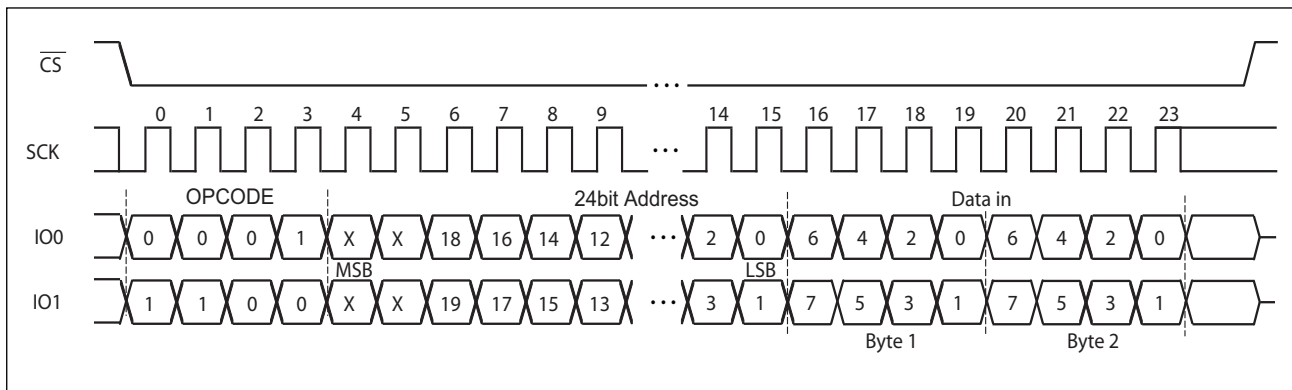 CS
0 1 2 3 4 5 6 7 8 9 ... 14 15 16 17 18 19 20 21 22 23
SCK
OPCODE 24bit Address Data in
IO0 0 0 0 1 X X 18 16 14 12 ... 2 0 6 4 2 0 6 4 2 0
MSB LSB
IO1 1 1 0 0 X X 19 17 15 13 ... 3 1 7 5 3 1 7 5 3 1
Byte 1 Byte 2